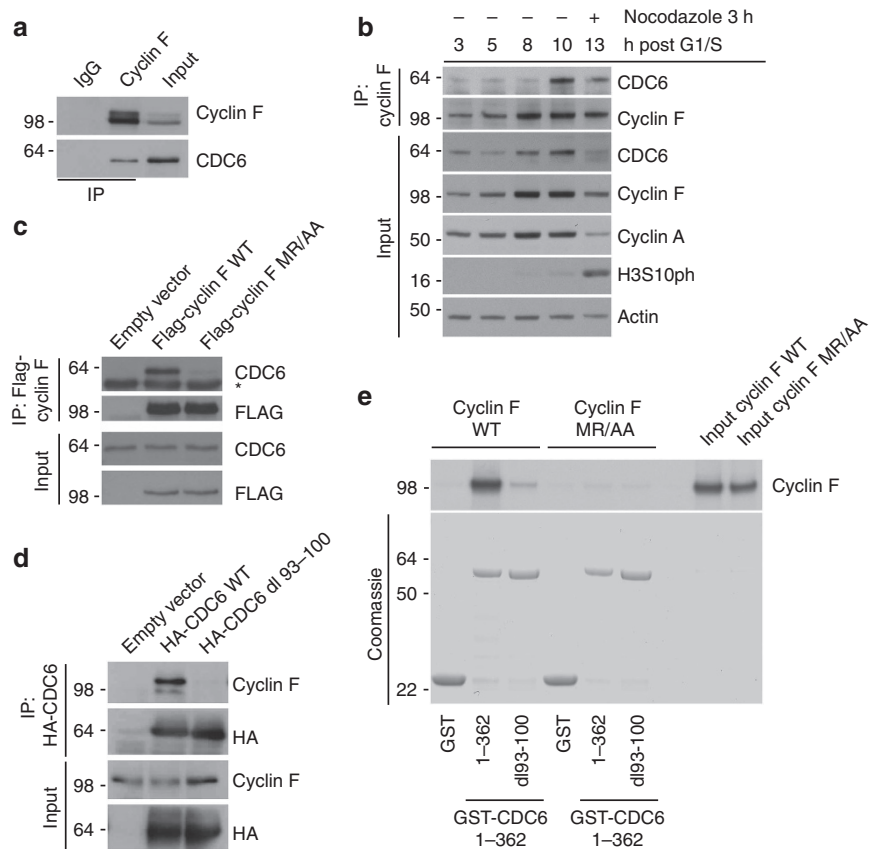 a
IgG
Cyclin F
Input
98 -
Cyclin F
64 -
CDC6
IP
b
– – – – + Nocodazole 3 h
3 5 8 10 13 h post G1/S
IP: cyclin F
64 - CDC6
98 - Cyclin F
Input
64 - CDC6
98 - Cyclin F
50 - Cyclin A
16 - H3S10ph
50 - Actin
c
Empty vector
Flag-cyclin F WT
Flag-cyclin F MR/AA
IP: Flag-
cyclin F
64 - CDC6
*
98 - FLAG
Input
64 - CDC6
98 - FLAG
d
Empty vector
HA-CDC6 WT
HA-CDC6 dl 93–100
IP:
HA-CDC6
98 - Cyclin F
64 - HA
Input
98 - Cyclin F
64 - HA
e
Cyclin F
WT
Cyclin F
MR/AA
Input cyclin F WT
Input cyclin F MR/AA
98 - Cyclin F
Coomassie
64 -
50 -
22 -
GST
1–362
dl93-100
GST
1–362
dl93-100
GST-CDC6
1–362
GST-CDC6
1–362